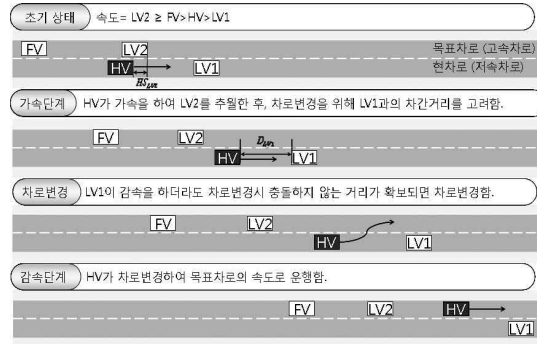 초기 상태 속도= LV2 ≥ FV>HV>LV1
FV LV2 목표차로 (고속차로)
HV LV1 현차로 (저속차로)
HS_LV2
가속단계 HV가 가속을 하여 LV2를 추월한 후, 차로변경을 위해 LV1과의 차간거리를 고려함.
FV LV2 D_LV1
HV LV1
차로변경 LV1이 감속을 하더라도 차로변경시 충돌하지 않는 거리가 확보되면 차로변경함.
FV LV2
HV LV1
감속단계 HV가 차로변경하여 목표차로의 속도로 운행함.
FV LV2 HV
LV1